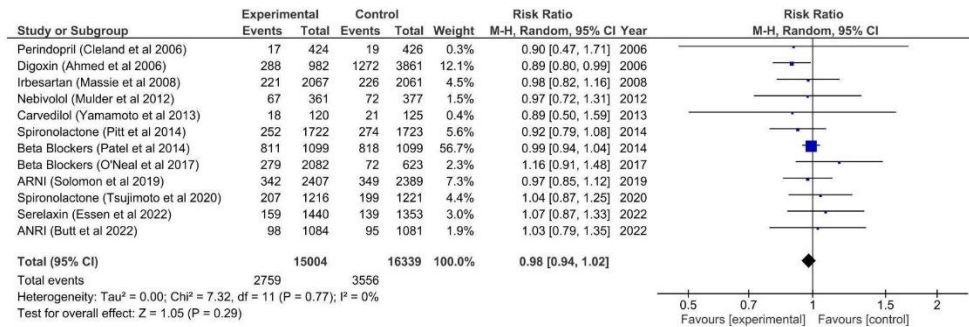 Experimental Control Risk Ratio Risk Ratio
Study or Subgroup Events Total Events Total Weight M-H, Random, 95% CI Year M-H, Random, 95% CI
Perindopril (Cleland et al 2006) 17 424 19 426 0.3% 0.90 [0.47, 1.71] 2006
Digoxin (Ahmed et al 2006) 288 982 1272 3861 12.1% 0.89 [0.80, 0.99] 2006
Irbesartan (Massie et al 2008) 221 2067 226 2061 4.5% 0.98 [0.82, 1.16] 2008
Nebivolol (Mulder et al 2012) 67 361 72 377 1.5% 0.97 [0.72, 1.31] 2012
Carvedilol (Yamamoto et al 2013) 18 120 21 125 0.4% 0.89 [0.50, 1.59] 2013
Spironolactone (Pitt et al 2014) 252 1722 274 1723 5.6% 0.92 [0.79, 1.08] 2014
Beta Blockers (Patel et al 2014) 811 1099 818 1099 56.7% 0.99 [0.94, 1.04] 2014
Beta Blockers (O'Neal et al 2017) 279 2082 72 623 2.3% 1.16 [0.91, 1.48] 2017
ARNI (Solomon et al 2019) 342 2407 349 2389 7.3% 0.97 [0.85, 1.12] 2019
Spironolactone (Tsujimoto et al 2020) 207 1216 199 1221 4.4% 1.04 [0.87, 1.25] 2020
Serelaxin (Essen et al 2022) 159 1440 139 1353 3.0% 1.07 [0.87, 1.33] 2022
ANRI (Butt et al 2022) 98 1084 95 1081 1.9% 1.03 [0.79, 1.35] 2022
Total (95% CI) 15004 16339 100.0% 0.98 [0.94, 1.02]
Total events 2759 3556
Heterogeneity: Tau² = 0.00; Chi² = 7.32, df = 11 (P = 0.77); I² = 0%
Test for overall effect: Z = 1.05 (P = 0.29)
0.5 0.7 1 1.5 2
Favours [experimental] Favours [control]